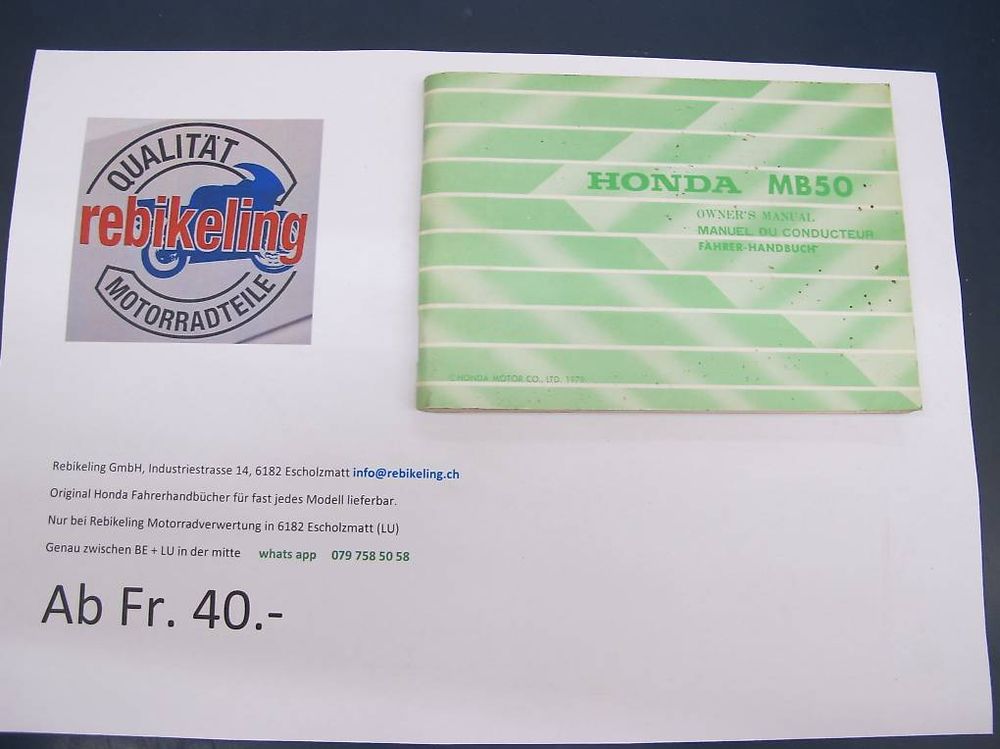 QUALITÄT
rebikeling
MOTORRADTEILE
HONDA MB50
OWNER'S MANUAL
MANUEL DU CONDUCTEUR
FAHRER-HANDBUCH
© HONDA MOTOR CO., LTD. 1979
Rebikeling GmbH, Industriestrasse 14, 6182 Escholzmatt info@rebikeling.ch
Original Honda Fahrerhandbücher für fast jedes Modell lieferbar.
Nur bei Rebikeling Motorradverwertung in 6182 Escholzmatt (LU)
Genau zwischen BE + LU in der mitte whats app 079 758 50 58
Ab Fr. 40.-